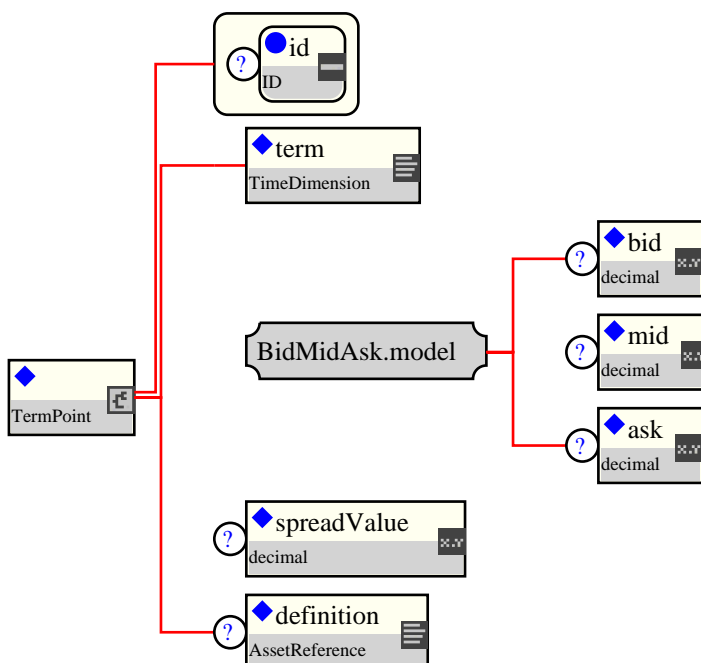 ?
id
ID
term
TimeDimension
?
bid
x.Y
decimal
BidMidAsk.model
?
mid
x.Y
decimal
TermPoint
?
ask
x.Y
decimal
?
spreadValue
x.Y
decimal
?
definition
AssetReference